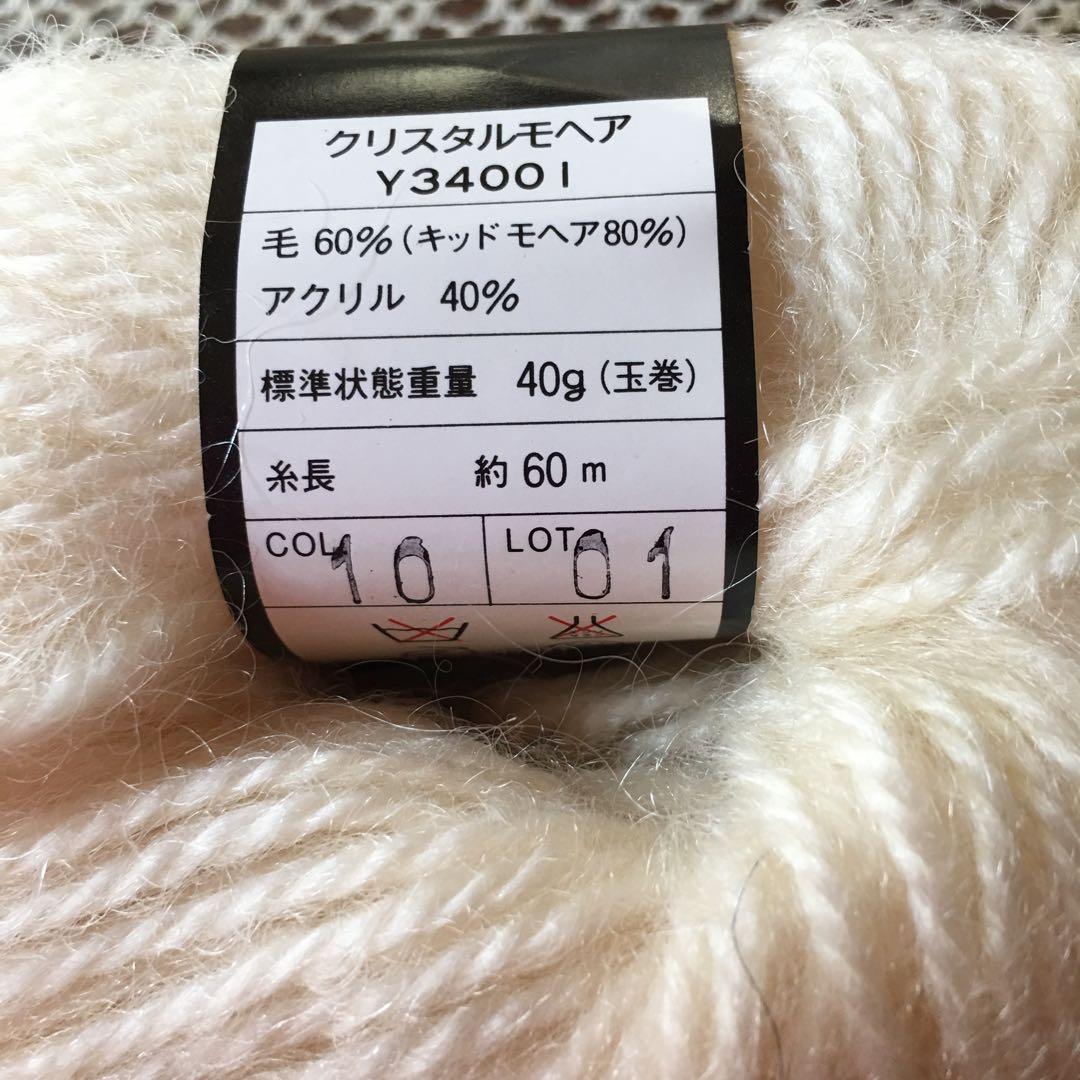 クリスタルモヘア
Y34001
毛 60%(キッドモヘア80%)
アクリル 40%
標準状態重量 40g(玉巻)
糸長 約60m
COL 10 LOT 01